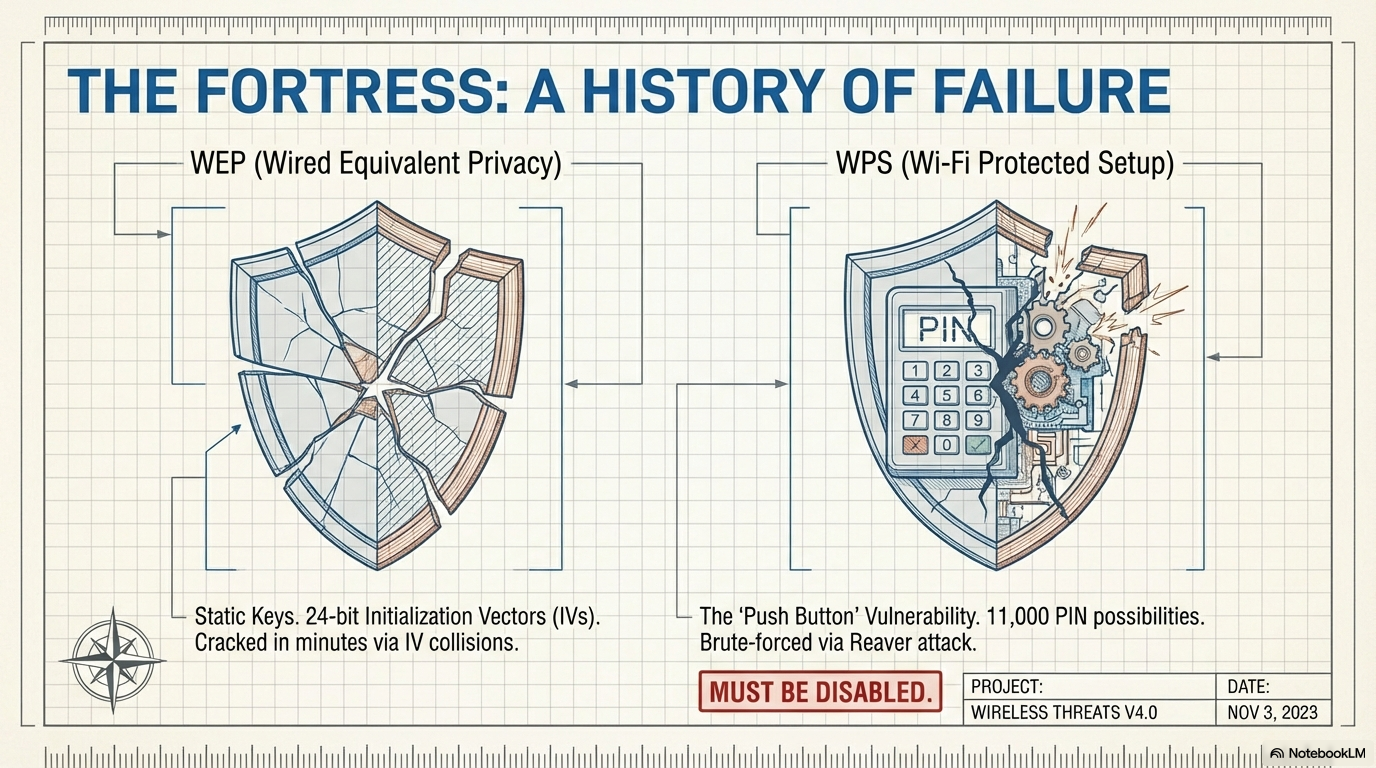 THE FORTRESS: A HISTORY OF FAILURE
WEP (Wired Equivalent Privacy)
Static Keys. 24-bit Initialization Vectors (IVs).
Cracked in minutes via IV collisions.
WPS (Wi-Fi Protected Setup)
PIN
1 2 3
4 5 6
7 8 9
0
The ‘Push Button’ Vulnerability. 11,000 PIN possibilities.
Brute-forced via Reaver attack.
MUST BE DISABLED.
PROJECT: DATE:
WIRELESS THREATS V4.0 NOV 3, 2023
NotebookLM